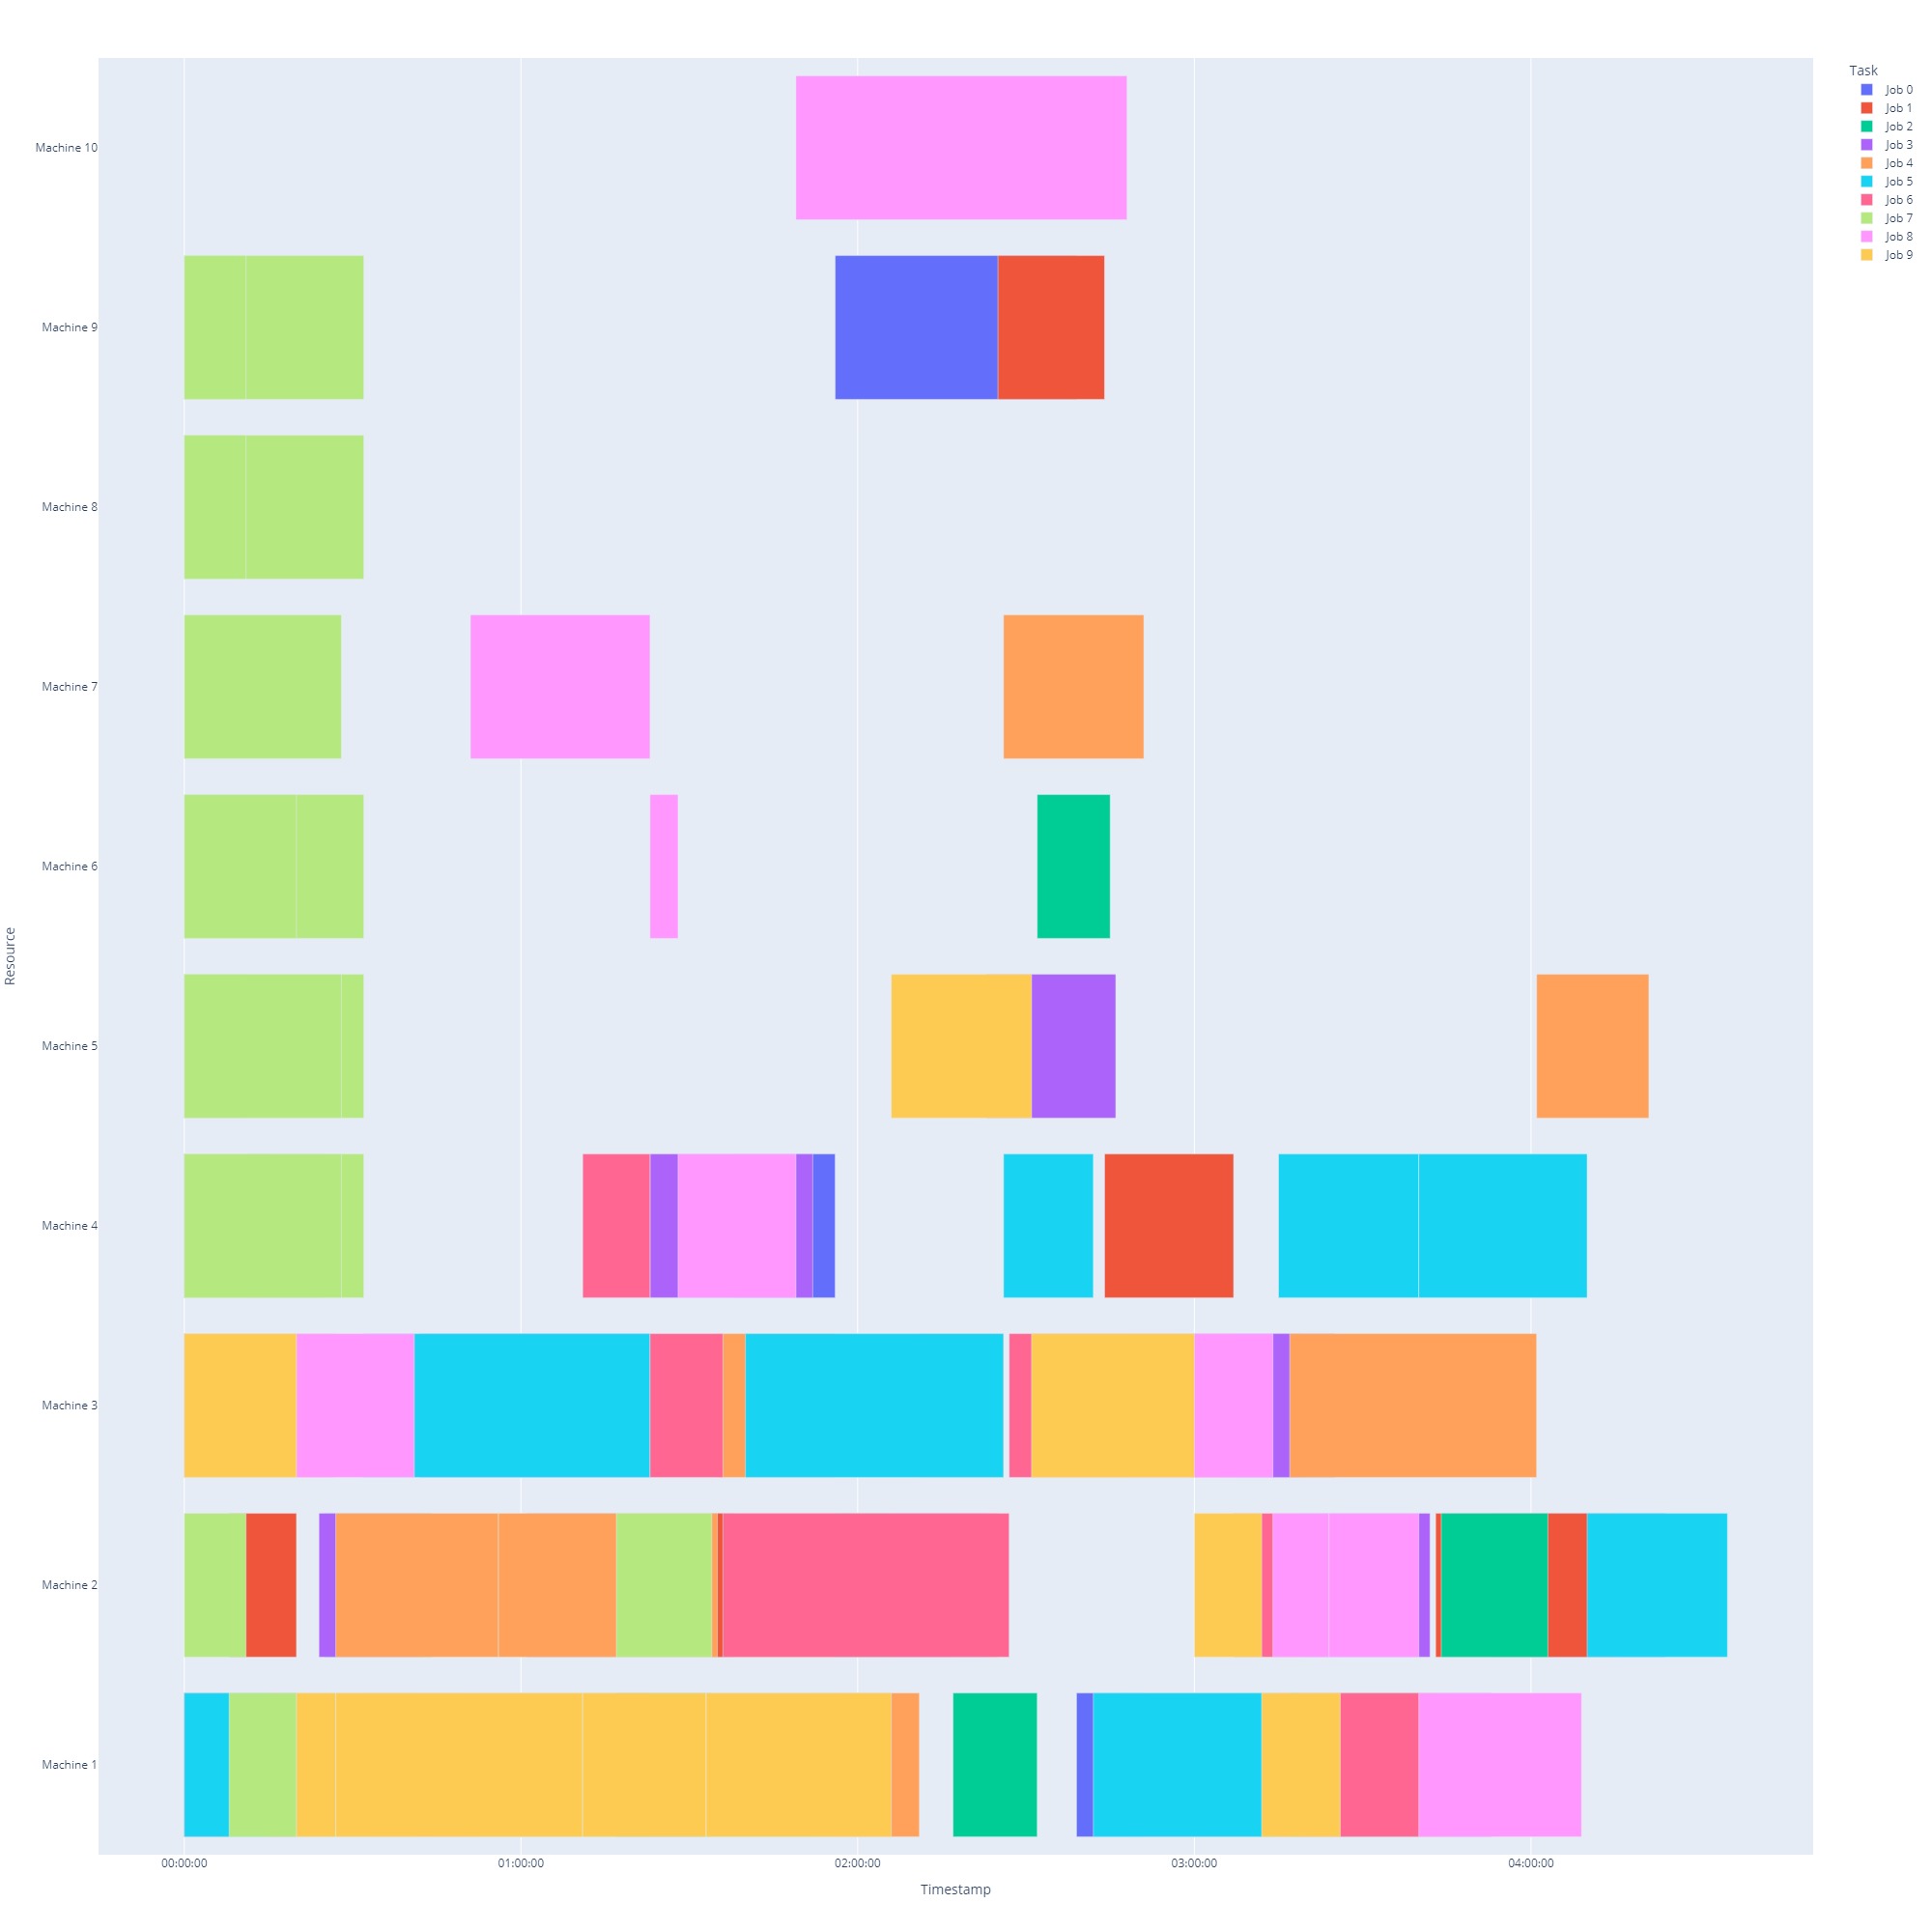 Task
Job 0
Job 1
Job 2
Job 3
Job 4
Job 5
Job 6
Job 7
Job 8
Job 9
Machine 10
Machine 9
Machine 8
Machine 7
Machine 6
Machine 5
Machine 4
Machine 3
Machine 2
Machine 1
Resource
00:00:00 01:00:00 02:00:00 03:00:00 04:00:00
Timestamp